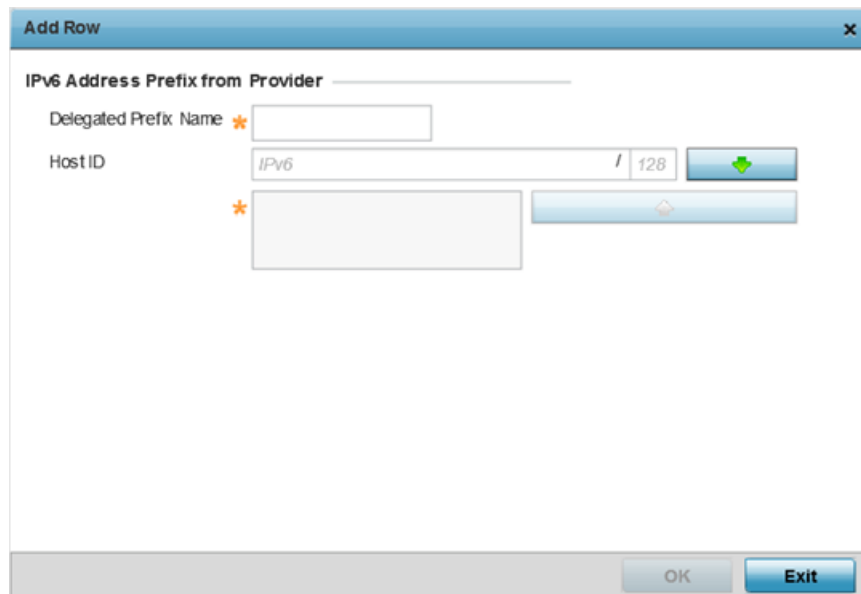 Add Row x
IPv6 Address Prefix from Provider
Delegated Prefix Name *
Host ID IPv6 / 128
*
OK Exit